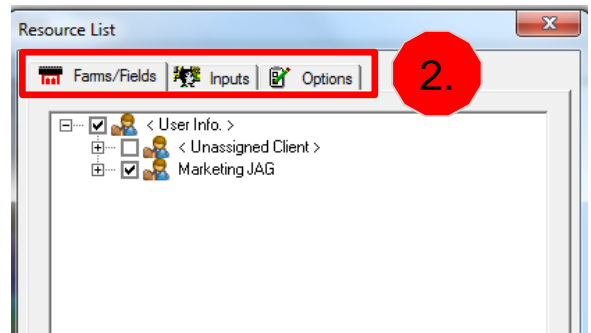 Resource List
Farms/Fields Inputs Options
2.
< User Info. >
< Unassigned Client >
Marketing JAG